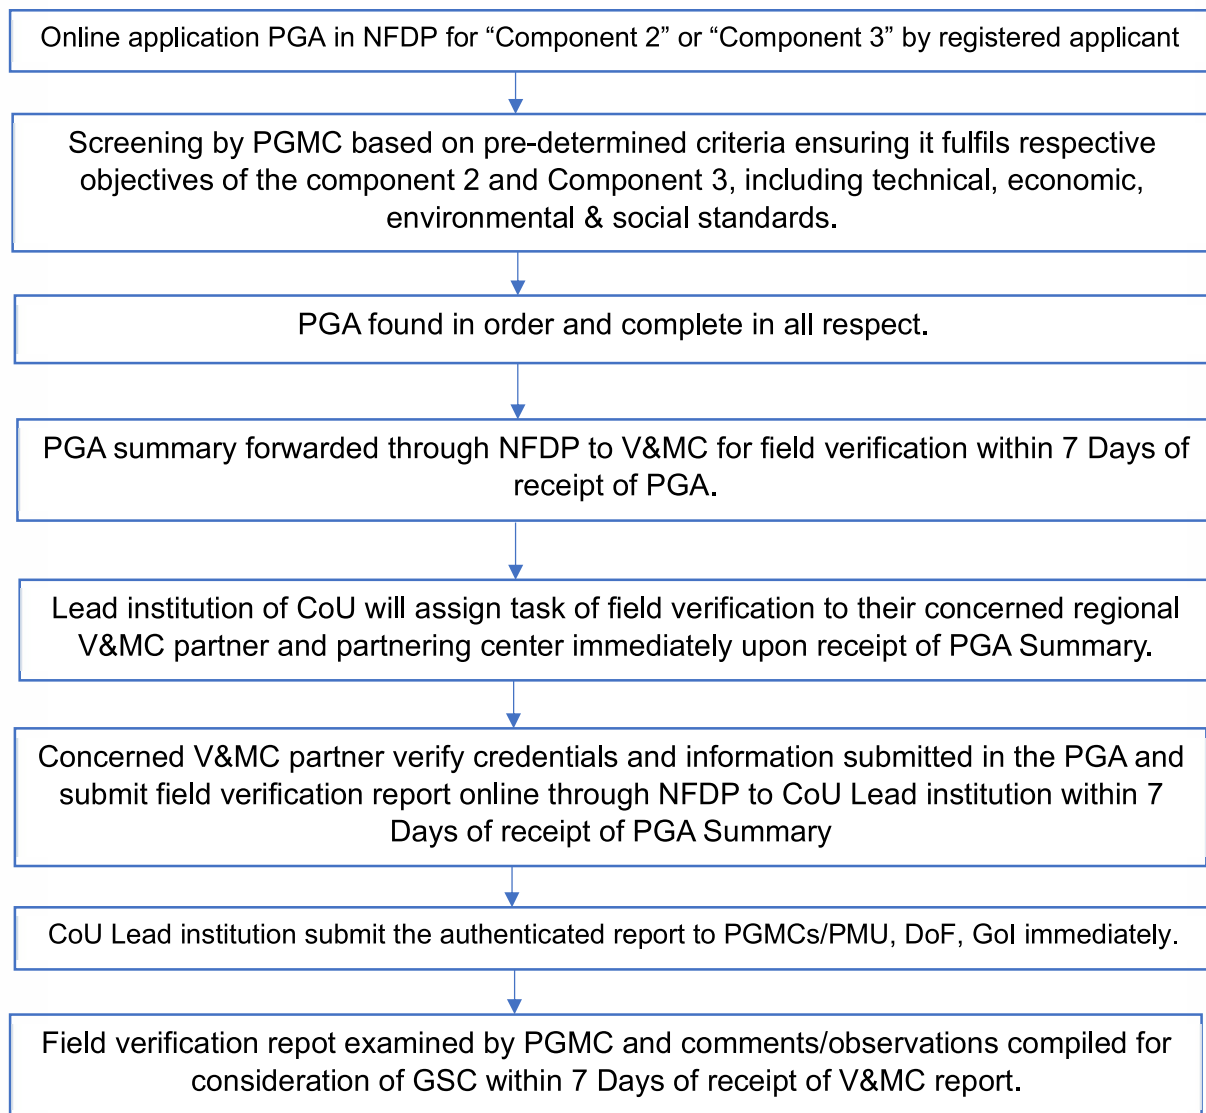 Online application PGA in NFDP for “Component 2” or “Component 3” by registered applicant
Screening by PGMC based on pre-determined criteria ensuring it fulfils respective
objectives of the component 2 and Component 3, including technical, economic,
environmental & social standards.
PGA found in order and complete in all respect.
PGA summary forwarded through NFDP to V&MC for field verification within 7 Days of
receipt of PGA.
Lead institution of CoU will assign task of field verification to their concerned regional
V&MC partner and partnering center immediately upon receipt of PGA Summary.
Concerned V&MC partner verify credentials and information submitted in the PGA and
submit field verification report online through NFDP to CoU Lead institution within 7
Days of receipt of PGA Summary
CoU Lead institution submit the authenticated report to PGMCs/PMU, DoF, GoI immediately.
Field verification repot examined by PGMC and comments/observations compiled for
consideration of GSC within 7 Days of receipt of V&MC report.